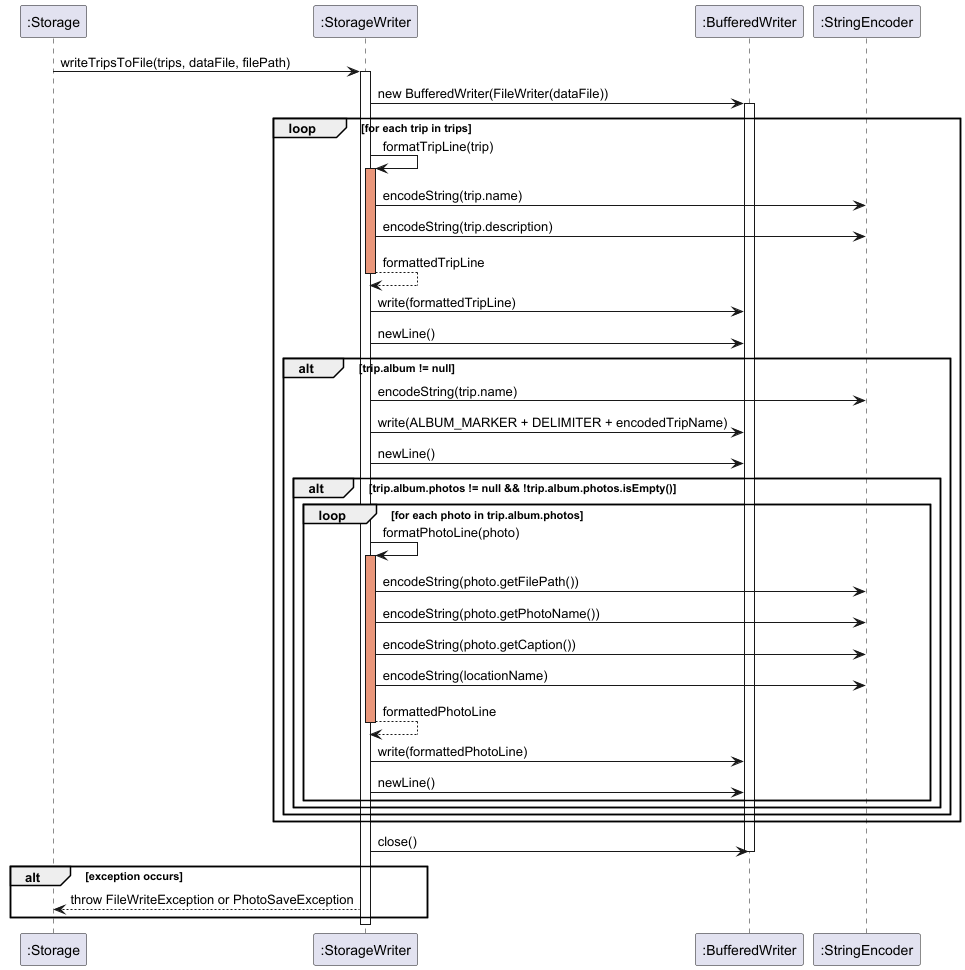 :Storage
:StorageWriter
:BufferedWriter
:StringEncoder
writeTripsToFile(trips, dataFile, filePath)
new BufferedWriter(FileWriter(dataFile))
loop
[for each trip in trips]
formatTripLine(trip)
encodeString(trip.name)
encodeString(trip.description)
formattedTripLine
write(formattedTripLine)
newLine()
alt
[trip.album != null]
encodeString(trip.name)
write(ALBUM_MARKER + DELIMITER + encodedTripName)
newLine()
alt
[trip.album.photos != null && !trip.album.photos.isEmpty()]
loop
[for each photo in trip.album.photos]
formatPhotoLine(photo)
encodeString(photo.getFilePath())
encodeString(photo.getPhotoName())
encodeString(photo.getCaption())
encodeString(locationName)
formattedPhotoLine
write(formattedPhotoLine)
newLine()
close()
alt
[exception occurs]
throw FileWriteException or PhotoSaveException
:Storage
:StorageWriter
:BufferedWriter
:StringEncoder